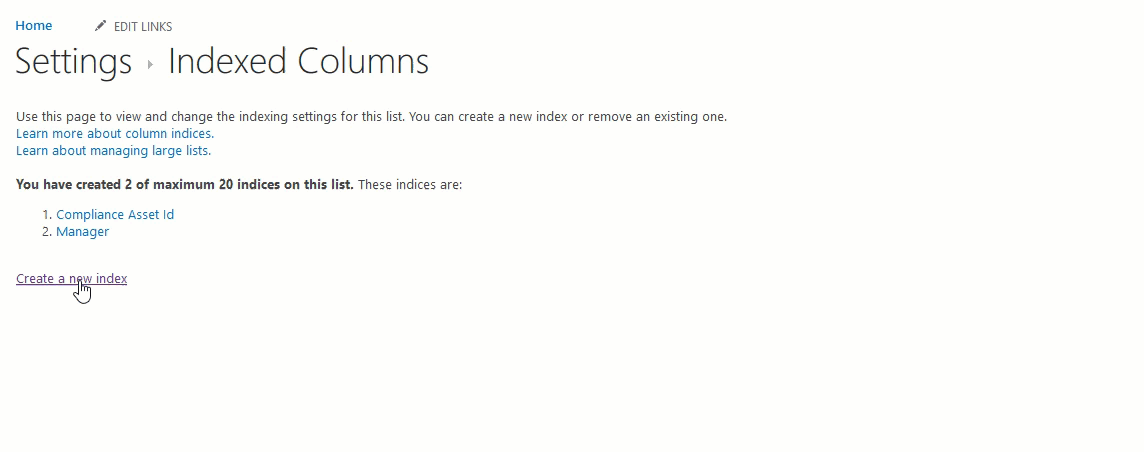 Home EDIT LINKS
Settings Indexed Columns
Use this page to view and change the indexing settings for this list. You can create a new index or remove an existing one.
Learn more about column indices.
Learn about managing large lists.
You have created 2 of maximum 20 indices on this list. These indices are:
1. Compliance Asset Id
2. Manager
Create a new index